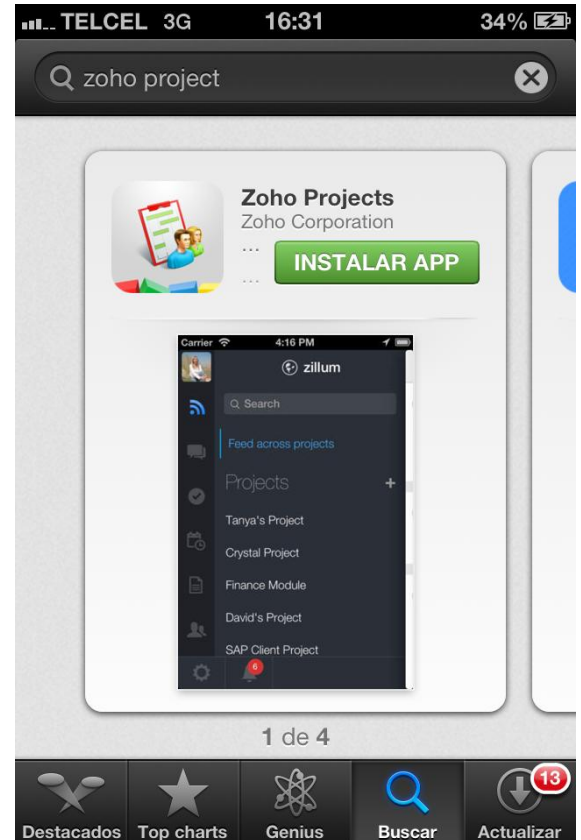 TELCEL 3G 16:31 34%
zoho project
Zoho Projects
Zoho Corporation
...
INSTALAR APP
...
Carrier 4:16 PM
zillum
Search
Feed across projects
Projects +
Tanya's Project
Crystal Project
Finance Module
David's Project
SAP Client Project
6
1 de 4
13
Destacados Top charts Genius Buscar Actualizar